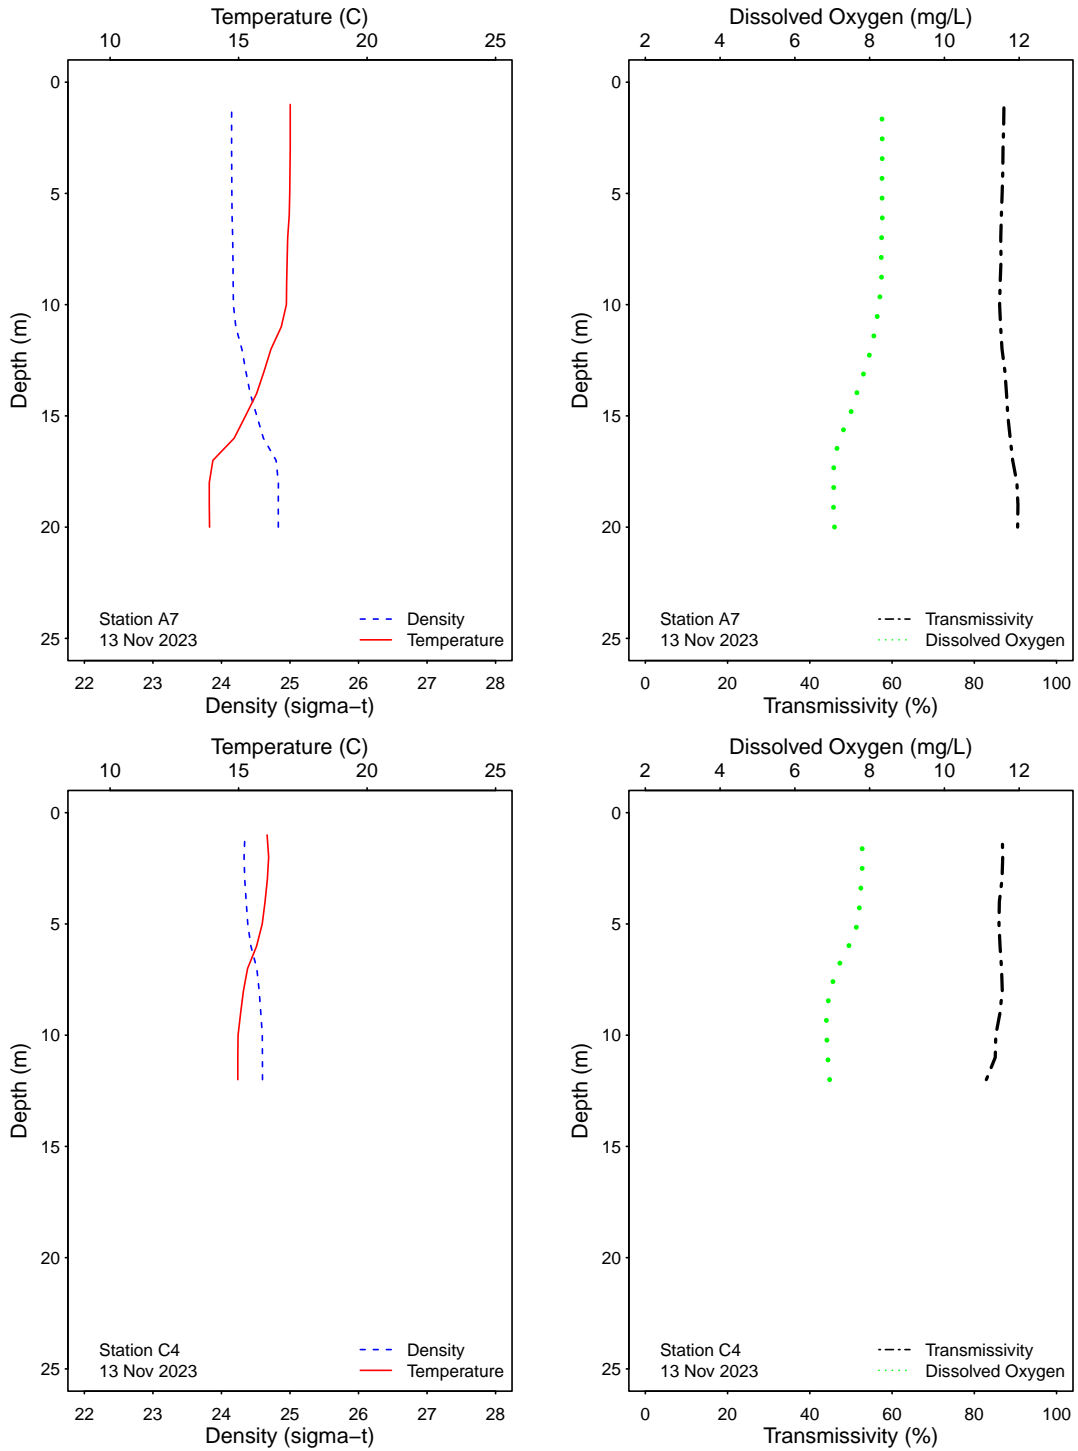 Temperature (C)
10 15 20 25
0
5
10
15
20
25
Depth (m)
Station A7
13 Nov 2023
Density
Temperature
22 23 24 25 26 27 28
Density (sigma−t)
Dissolved Oxygen (mg/L)
2 4 6 8 10 12
0
5
10
15
20
25
Depth (m)
Station A7
13 Nov 2023
Transmissivity
Dissolved Oxygen
0 20 40 60 80 100
Transmissivity (%)
Temperature (C)
10 15 20 25
0
5
10
15
20
25
Depth (m)
Station C4
13 Nov 2023
Density
Temperature
22 23 24 25 26 27 28
Density (sigma−t)
Dissolved Oxygen (mg/L)
2 4 6 8 10 12
0
5
10
15
20
25
Depth (m)
Station C4
13 Nov 2023
Transmissivity
Dissolved Oxygen
0 20 40 60 80 100
Transmissivity (%)